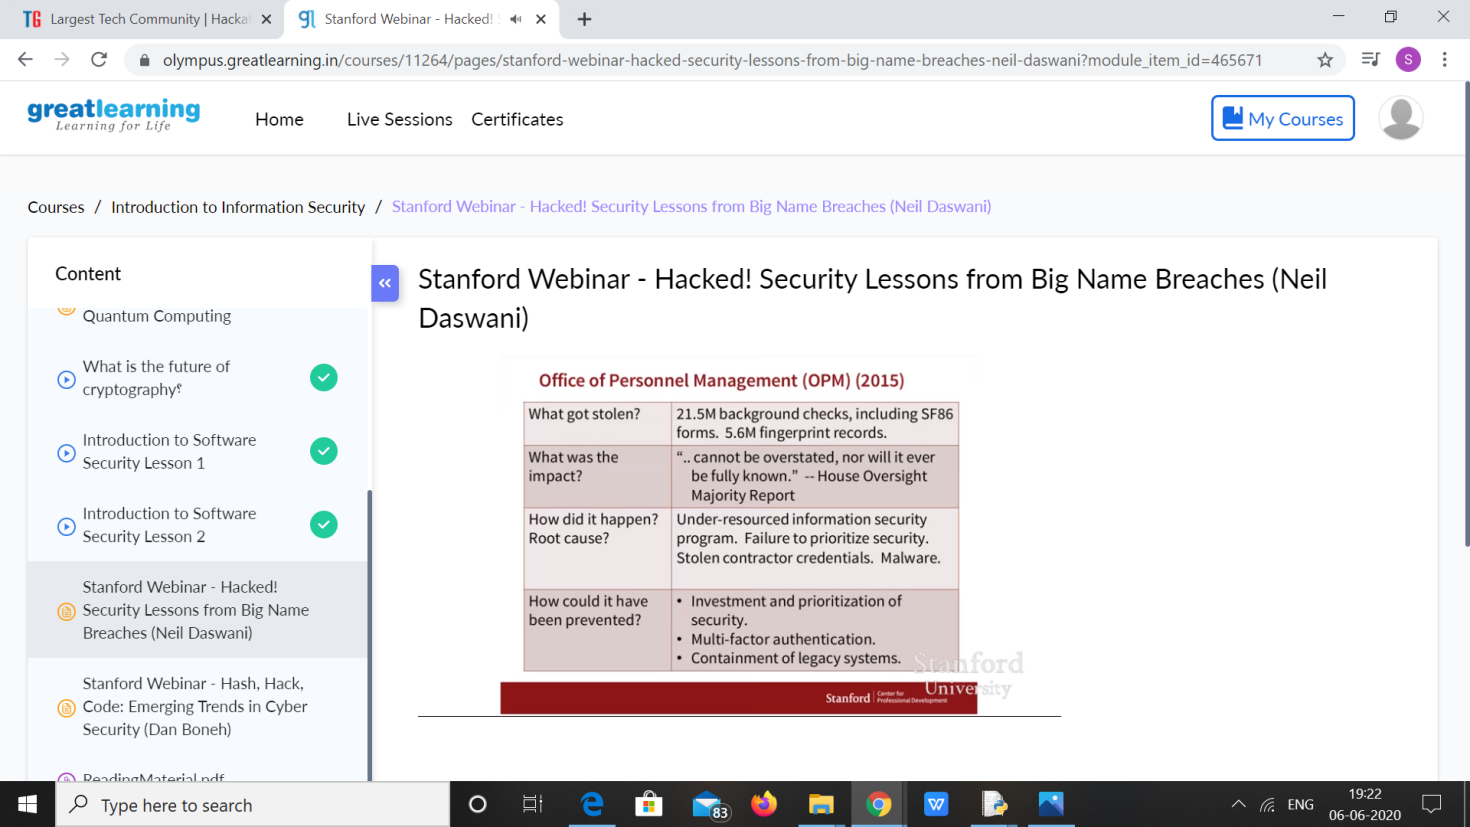 TG Largest Tech Community | Hacka
gl Stanford Webinar - Hacked! S
olympus.greatlearning.in/courses/11264/pages/stanford-webinar-hacked-security-lessons-from-big-name-breaches-neil-daswani?module_item_id=465671
S
greatlearning
Learning for Life
Home
Live Sessions
Certificates
My Courses
Courses / Introduction to Information Security / Stanford Webinar - Hacked! Security Lessons from Big Name Breaches (Neil Daswani)
Content
Quantum Computing
What is the future of
cryptography?
Introduction to Software
Security Lesson 1
Introduction to Software
Security Lesson 2
Stanford Webinar - Hacked!
Security Lessons from Big Name
Breaches (Neil Daswani)
Stanford Webinar - Hash, Hack,
Code: Emerging Trends in Cyber
Security (Dan Boneh)
ReadingMaterial.pdf
Stanford Webinar - Hacked! Security Lessons from Big Name Breaches (Neil
Daswani)
Office of Personnel Management (OPM) (2015)
What got stolen?
21.5M background checks, including SF86
forms. 5.6M fingerprint records.
What was the
impact?
“.. cannot be overstated, nor will it ever
be fully known.” -- House Oversight
Majority Report
How did it happen?
Root cause?
Under-resourced information security
program. Failure to prioritize security.
Stolen contractor credentials. Malware.
How could it have
been prevented?
• Investment and prioritization of
security.
• Multi-factor authentication.
• Containment of legacy systems.
Stanford
University
Stanford
Center for
Professional Development
Type here to search
83
W
ENG
19:22
06-06-2020